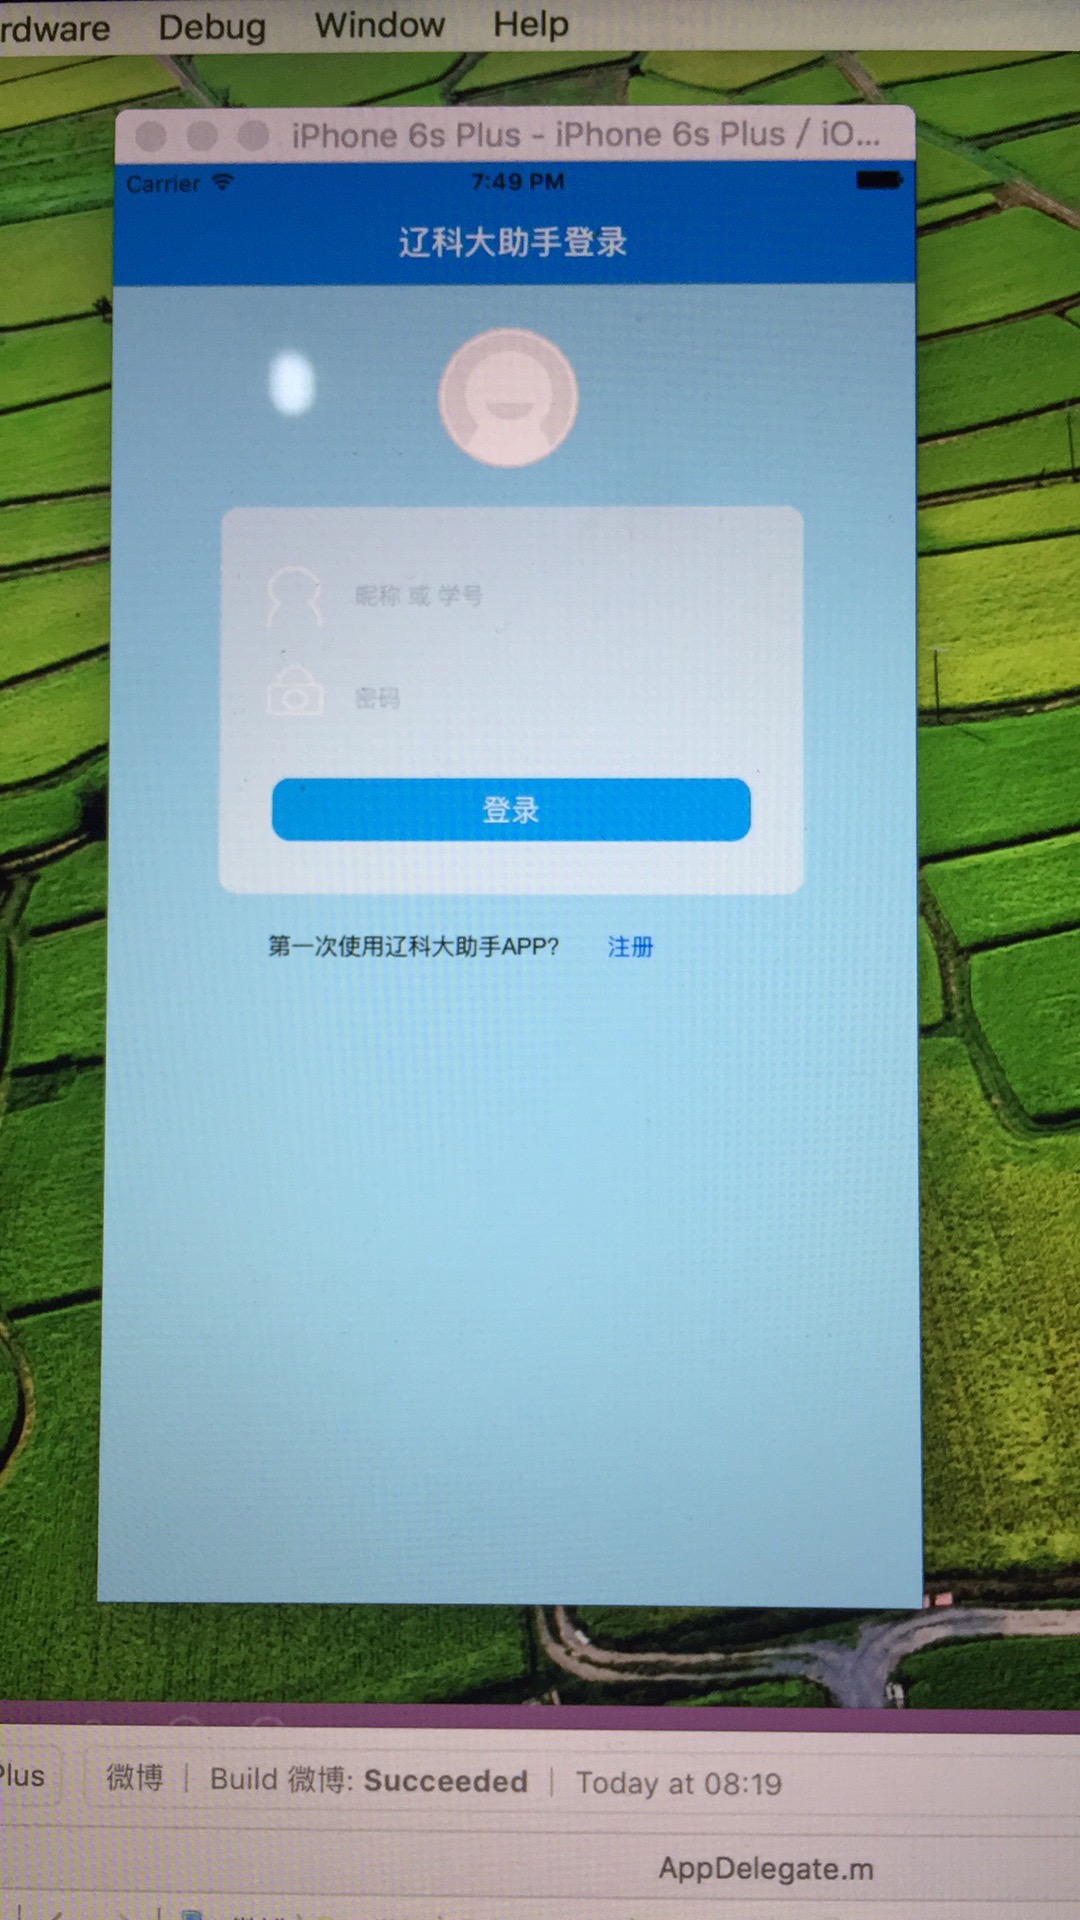 rdware Debug Window Help
iPhone 6s Plus - iPhone 6s Plus / iO...
Carrier 7:49 PM
辽科大助手登录
昵称 或 学号
密码
登录
第一次使用辽科大助手APP? 注册
Plus 微博 | Build 微博: Succeeded | Today at 08:19
AppDelegate.m